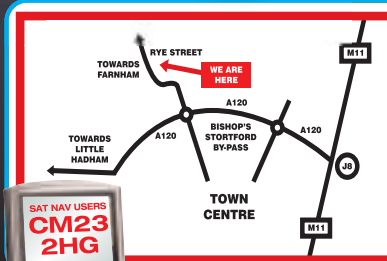 M11
RYE STREET
TOWARDS
FARNHAM
WE ARE
HERE
A120
BISHOP'S
STORTFORD
BY-PASS
A120
A120
TOWARDS
LITTLE
HADHAM
J8
TOWN
CENTRE
M11
SAT NAV USERS
CM23
2HG